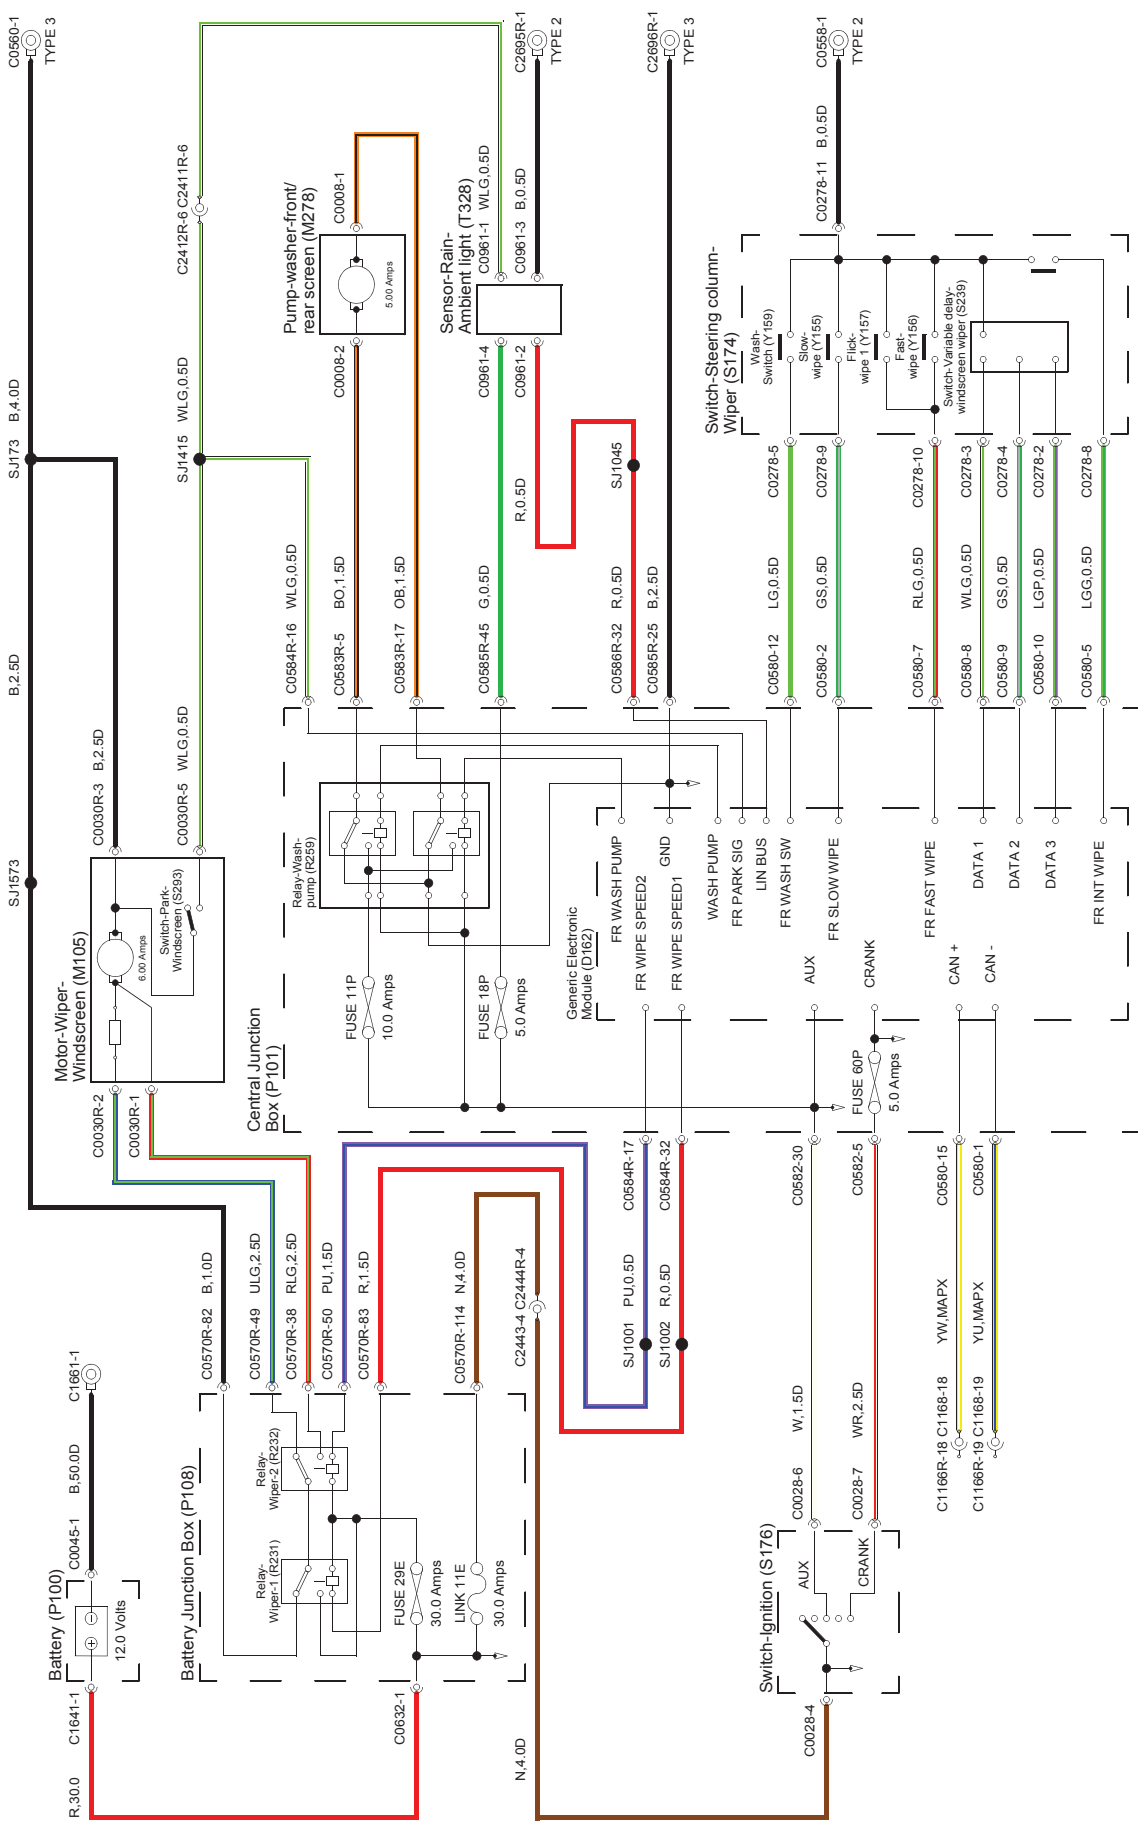 C0560-1
TYPE 3
B,4.0D
SJ173
B,2.5D
SJ1573
C0030R-3
B,2.5D
C0030R-5
WLG,0.5D
SJ1415
WLG,0.5D
C2412R-6
C2411R-6
Motor-Wiper-
Windscreen (M105)
6.00 Amps
Switch-Park-
Windscreen (S293)
C0030R-2
C0030R-1
C0570R-82
B,1.0D
C0570R-49
ULG,2.5D
C0570R-38
RLG,2.5D
C0570R-50
PU,1.5D
C0570R-83
R,1.5D
C0570R-114
N,4.0D
C2443-4
C2444R-4
Battery (P100)
12.0 Volts
C0045-1
B,50.0D
C1661-1
C1641-1
R,30.0
C0632-1
Battery Junction Box (P108)
Relay-
Wiper-2 (R232)
Relay-
Wiper-1 (R231)
FUSE 29E
30.0 Amps
LINK 11E
30.0 Amps
N,4.0D
Pump-washer-front/
rear screen (M278)
5.00 Amps
C0008-1
C0008-2
Sensor-Rain-
Ambient light (T328)
C0961-1
WLG,0.5D
C0961-3
B,0.5D
C2695R-1
TYPE 2
C0961-4
C0961-2
R,0.5D
SJ1045
C2696R-1
TYPE 3
C0584R-16
WLG,0.5D
C0583R-5
BO,1.5D
C0583R-17
OB,1.5D
C0585R-45
G,0.5D
C0586R-32
R,0.5D
C0585R-25
B,2.5D
Central Junction
Box (P101)
Relay-Wash-
pump (R259)
FUSE 11P
10.0 Amps
FUSE 18P
5.0 Amps
Generic Electronic
Module (D162)
FR WASH PUMP
FR WIPE SPEED2
GND
FR WIPE SPEED1
WASH PUMP
FR PARK SIG
LIN BUS
FR WASH SW
AUX
FR SLOW WIPE
CRANK
FR FAST WIPE
CAN +
DATA 1
CAN -
DATA 2
DATA 3
FR INT WIPE
FUSE 60P
5.0 Amps
C0584R-17
PU,0.5D
SJ1001
C0584R-32
R,0.5D
SJ1002
C0582-30
W,1.5D
C0028-6
C0582-5
WR,2.5D
C0028-7
C0580-15
YW,MAPX
C1168-18
C1166R-18
C0580-1
YU,MAPX
C1168-19
C1166R-19
Switch-Ignition (S176)
AUX
CRANK
C0028-4
C0558-1
TYPE 2
B,0.5D
C0278-11
Switch-Steering column-
Wiper (S174)
Wash-
Switch (Y159)
Slow-
wipe (Y155)
Flick-
wipe 1 (Y157)
Fast-
wipe (Y156)
Switch-Variable delay-
windscreen wiper (S239)
C0278-5
LG,0.5D
C0580-12
C0278-9
GS,0.5D
C0580-2
C0278-10
RLG,0.5D
C0580-7
C0278-3
WLG,0.5D
C0580-8
C0278-4
GS,0.5D
C0580-9
C0278-2
LGP,0.5D
C0580-10
C0278-8
LGG,0.5D
C0580-5